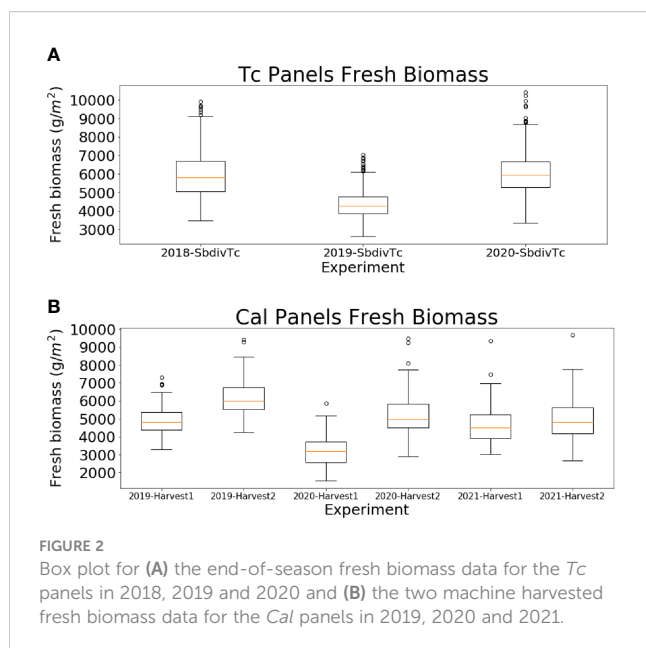 A
Tc Panels Fresh Biomass
Fresh biomass (g/m²)
10000
9000
8000
7000
6000
5000
4000
3000
2018-SbdivTc
2019-SbdivTc
2020-SbdivTc
Experiment
B
Cal Panels Fresh Biomass
Fresh biomass (g/m²)
10000
9000
8000
7000
6000
5000
4000
3000
2000
2019-Harvest1
2019-Harvest2
2020-Harvest1
2020-Harvest2
2021-Harvest1
2021-Harvest2
Experiment
FIGURE 2
Box plot for (A) the end-of-season fresh biomass data for the Tc
panels in 2018, 2019 and 2020 and (B) the two machine harvested
fresh biomass data for the Cal panels in 2019, 2020 and 2021.